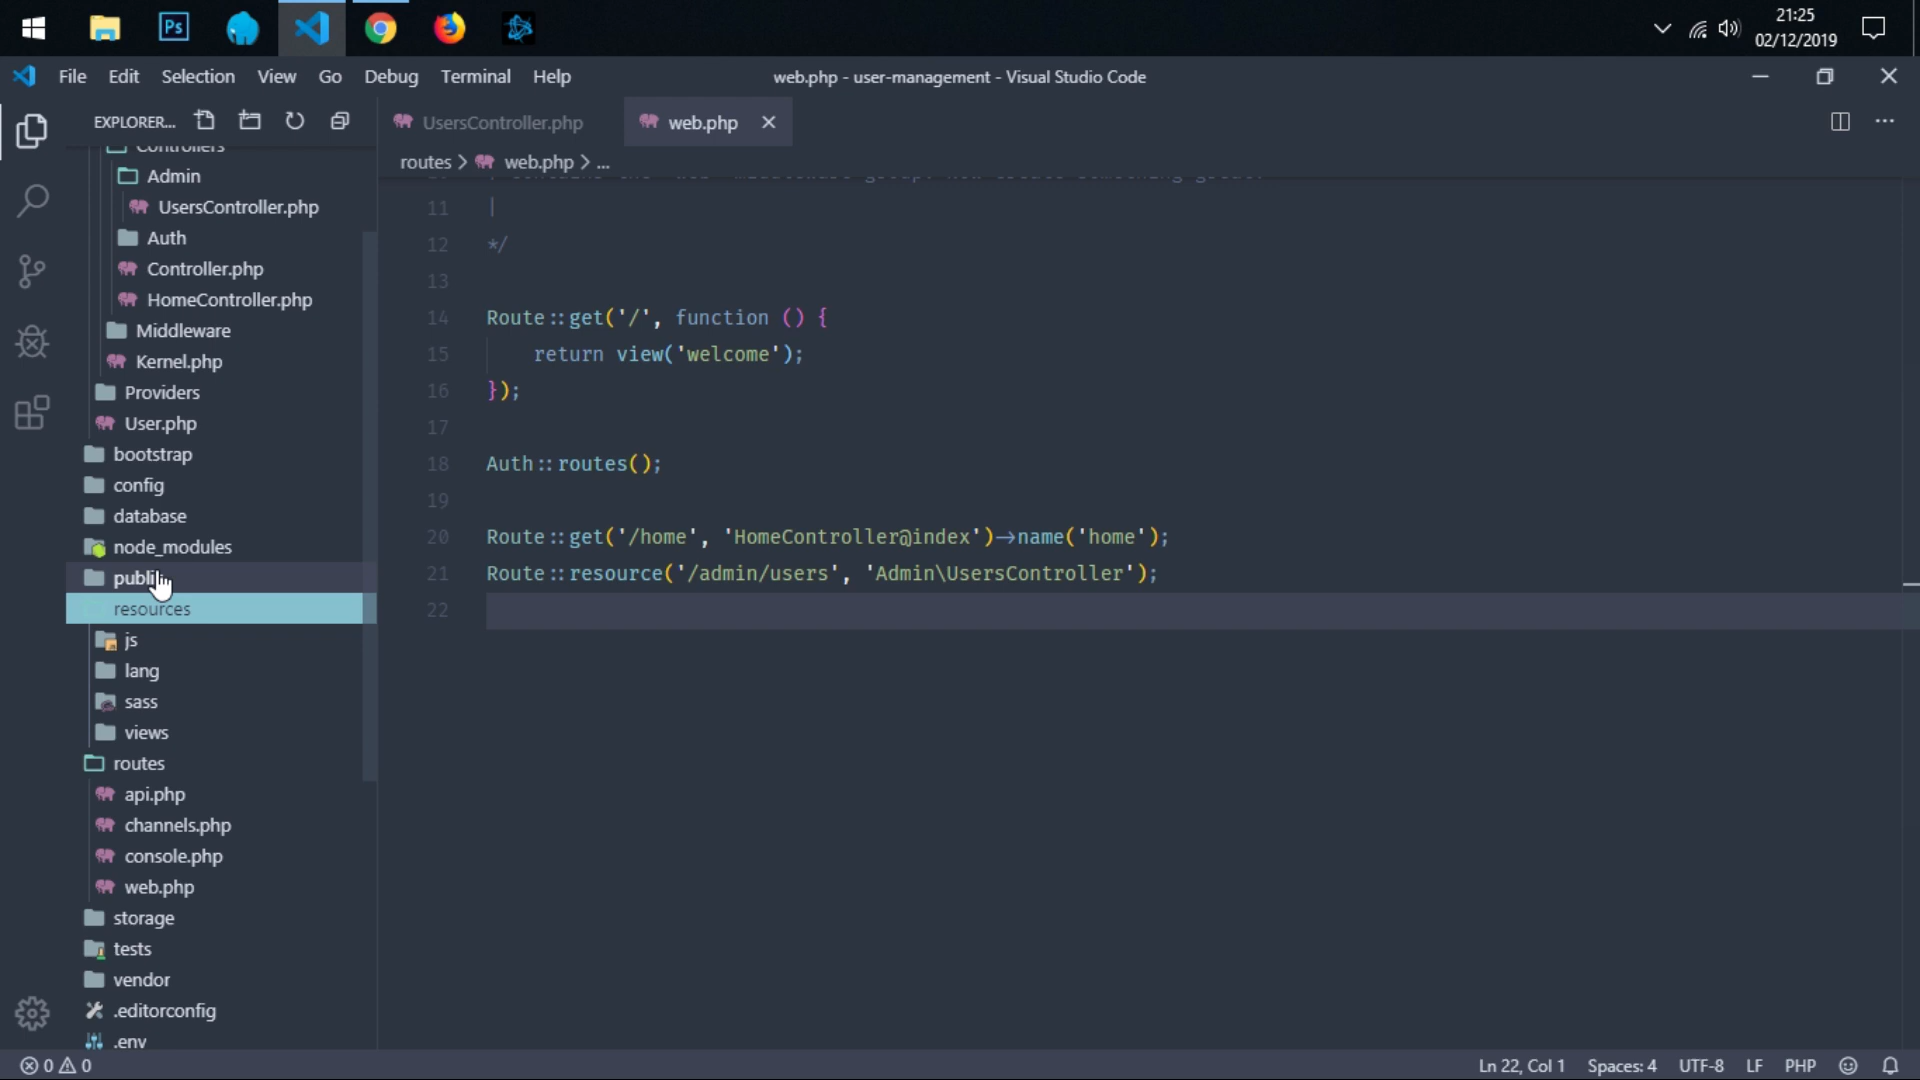 Ps
21:25
02/12/2019
File Edit Selection View Go Debug Terminal Help
web.php - user-management - Visual Studio Code
EXPLORER...
UsersController.php
web.php
routes > web.php > ...
Controllers
Admin
UsersController.php
Auth
Controller.php
HomeController.php
Middleware
Kernel.php
Providers
User.php
bootstrap
config
database
node_modules
public
resources
js
lang
sass
views
routes
api.php
channels.php
console.php
web.php
storage
tests
vendor
.editorconfig
.env
11 |
12 */
13
14 Route::get('/', function () {
15 return view('welcome');
16 });
17
18 Auth::routes();
19
20 Route::get('/home', 'HomeController@index')->name('home');
21 Route::resource('/admin/users', 'Admin\UsersController');
22
0 0
Ln 22, Col 1 Spaces: 4 UTF-8 LF PHP